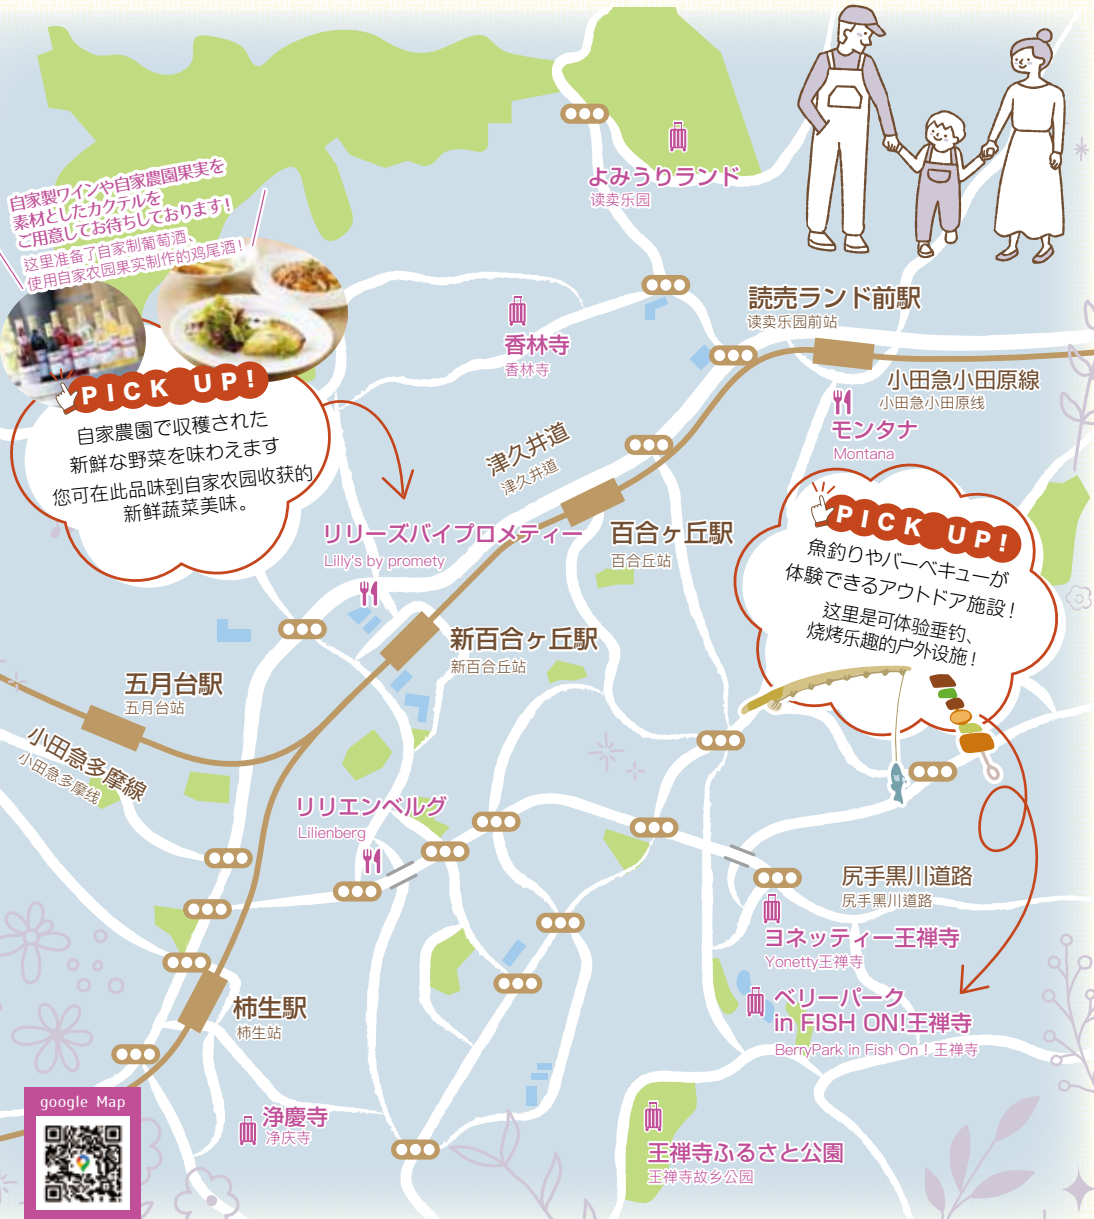 よみうりランド
读卖乐园
自家製ワインや自家農園果実を
素材としたカクテルを
ご用意してお待ちしております!
这里准备了自家制葡萄酒、
使用自家农园果实制作的鸡尾酒!
読売ランド前駅
读卖乐园前站
香林寺
香林寺
小田急小田原線
小田急小田原线
モンタナ
Montana
PICK UP!
自家農園で収穫された
新鮮な野菜を味わえます
您可在此品味到自家农园收获的
新鲜蔬菜美味。
津久井道
津久井道
リリーズバイプロメティー
Lilly's by promety
百合ヶ丘駅
百合丘站
PICK UP!
魚釣りやバーベキューが
体験できるアウトドア施設!
这里是可体验垂钓、
烧烤乐趣的户外设施!
新百合ヶ丘駅
新百合丘站
五月台駅
五月台站
小田急多摩線
小田急多摩线
リリエンベルグ
Lilienberg
尻手黒川道路
尻手黑川道路
ヨネッティー王禅寺
Yonetty王禅寺
ベリーパーク
in FISH ON!王禅寺
BerryPark in Fish On！王禅寺
柿生駅
柿生站
google Map
浄慶寺
净庆寺
王禅寺ふるさと公園
王禅寺故乡公园